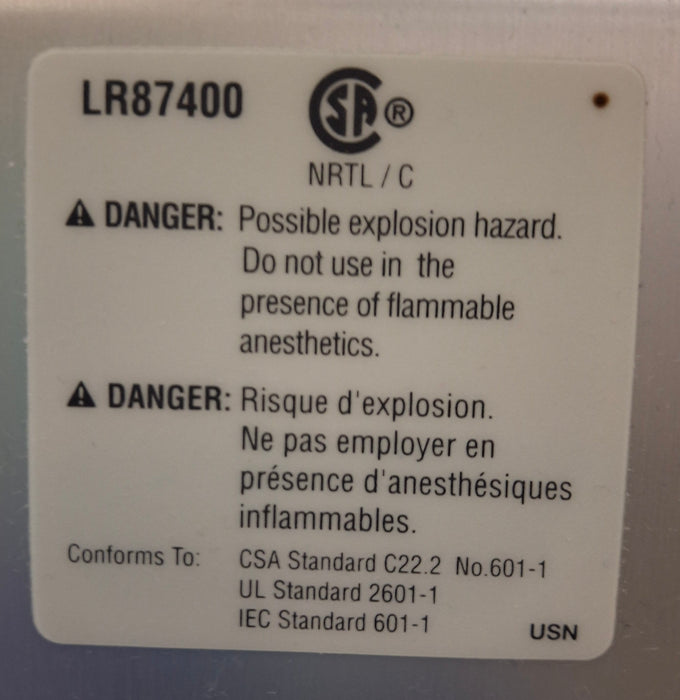 LR87400
CSA®
NRTL / C
DANGER: Possible explosion hazard.
Do not use in the
presence of flammable
anesthetics.
DANGER: Risque d'explosion.
Ne pas employer en
présence d'anesthésiques
inflammables.
Conforms To: CSA Standard C22.2 No.601-1
UL Standard 2601-1
IEC Standard 601-1
USN